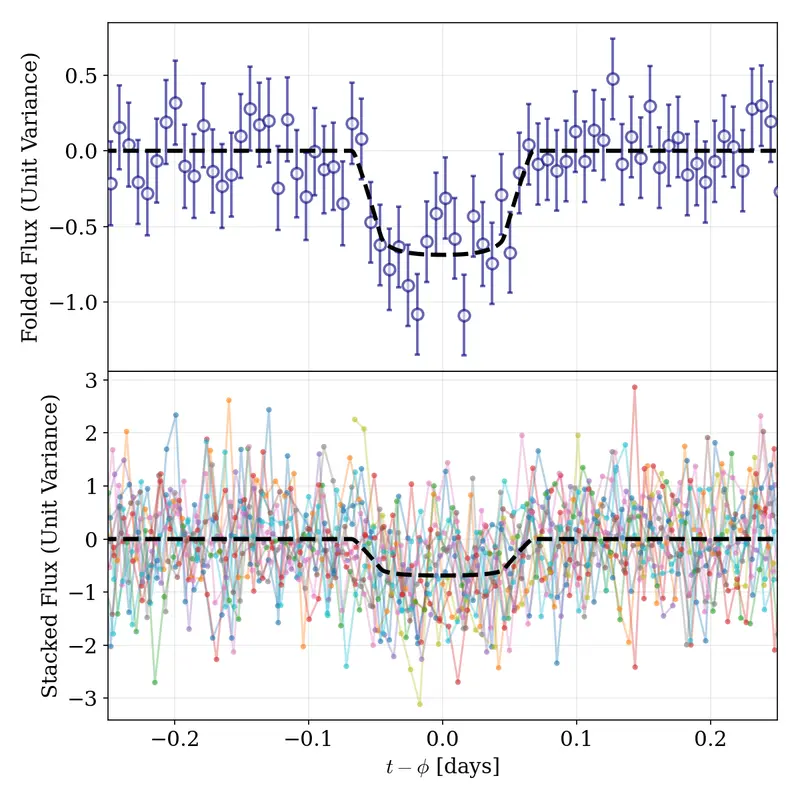 Folded Flux (Unit Variance)
0.5
0.0
−0.5
−1.0
Stacked Flux (Unit Variance)
3
2
1
0
−1
−2
−3
−0.2 −0.1 0.0 0.1 0.2
t − ϕ [days]